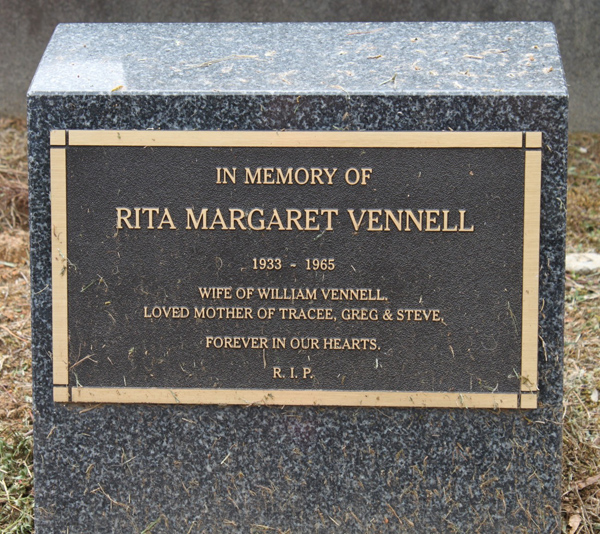 IN MEMORY OF
RITA MARGARET VENNELL
1933 - 1965
WIFE OF WILLIAM VENNELL.
LOVED MOTHER OF TRACEE, GREG & STEVE.
FOREVER IN OUR HEARTS.
R. I. P.